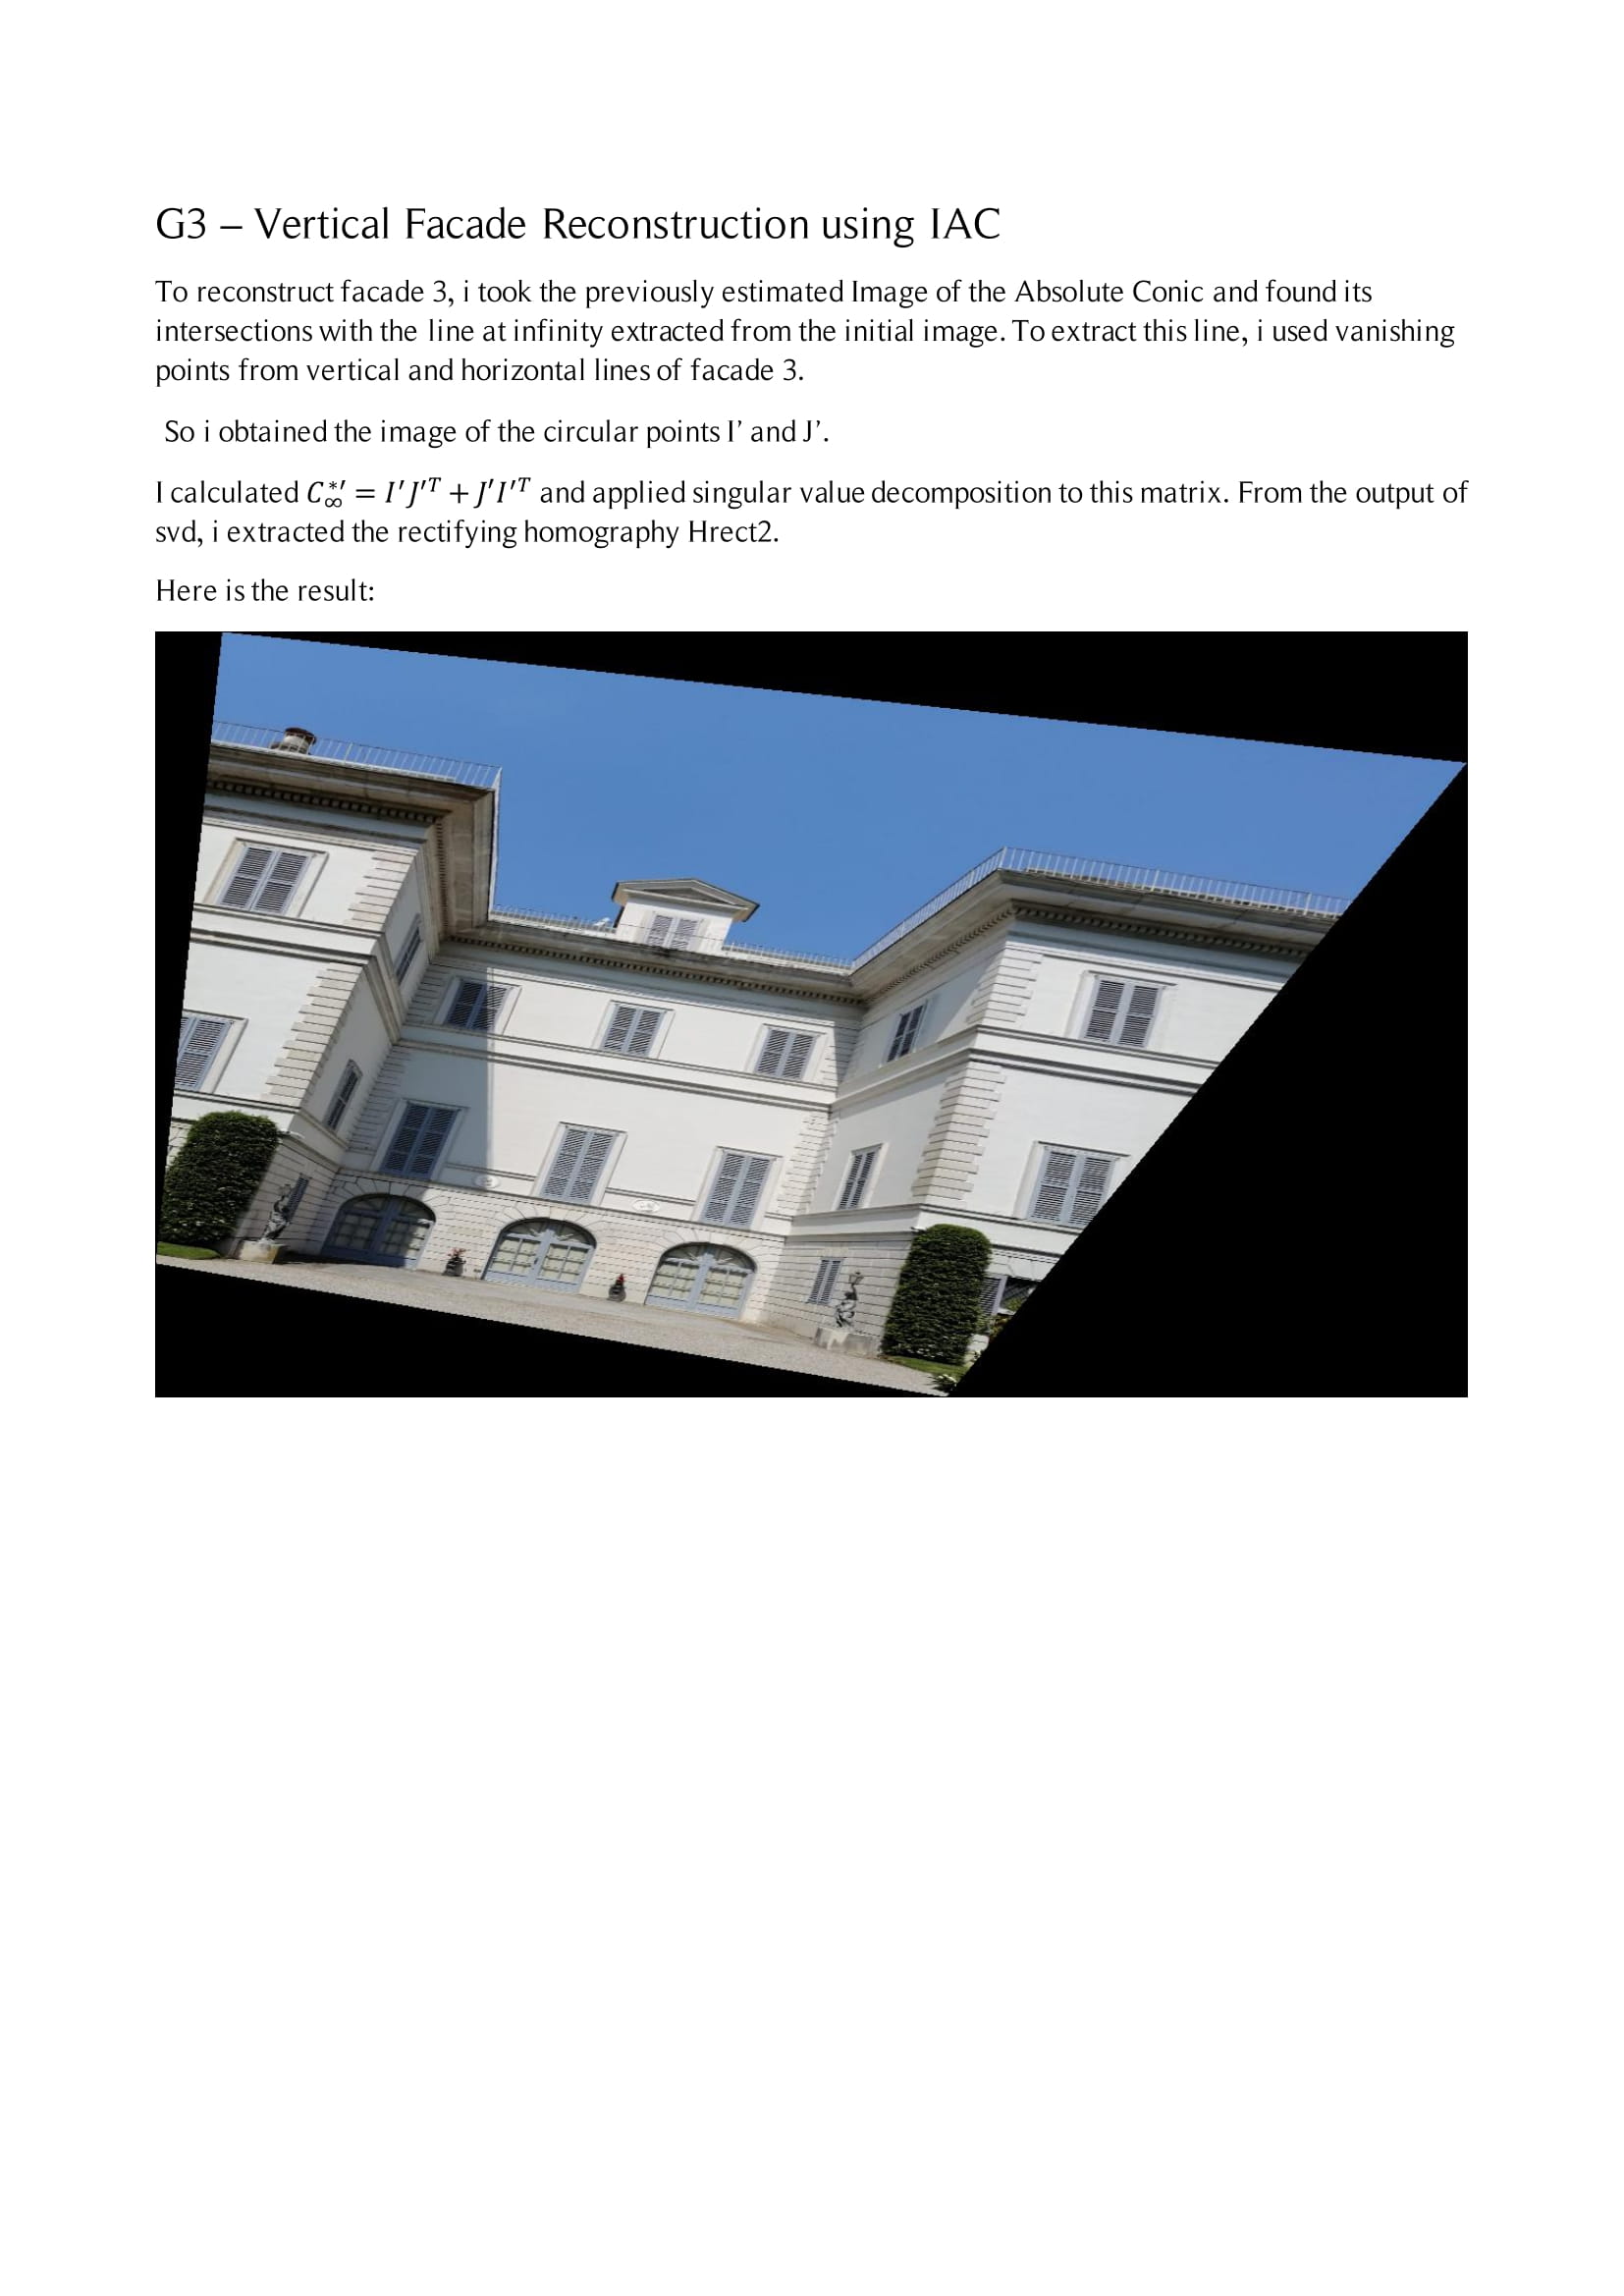 G3 – Vertical Facade Reconstruction using IAC
To reconstruct facade 3, i took the previously estimated Image of the Absolute Conic and found its
intersections with the line at infinity extracted from the initial image. To extract this line, i used vanishing
points from vertical and horizontal lines of facade 3.
So i obtained the image of the circular points I’ and J’.
I calculated C∞*′ = I′J′ᵀ + J′I′ᵀ and applied singular value decomposition to this matrix. From the output of
svd, i extracted the rectifying homography Hrect2.
Here is the result: